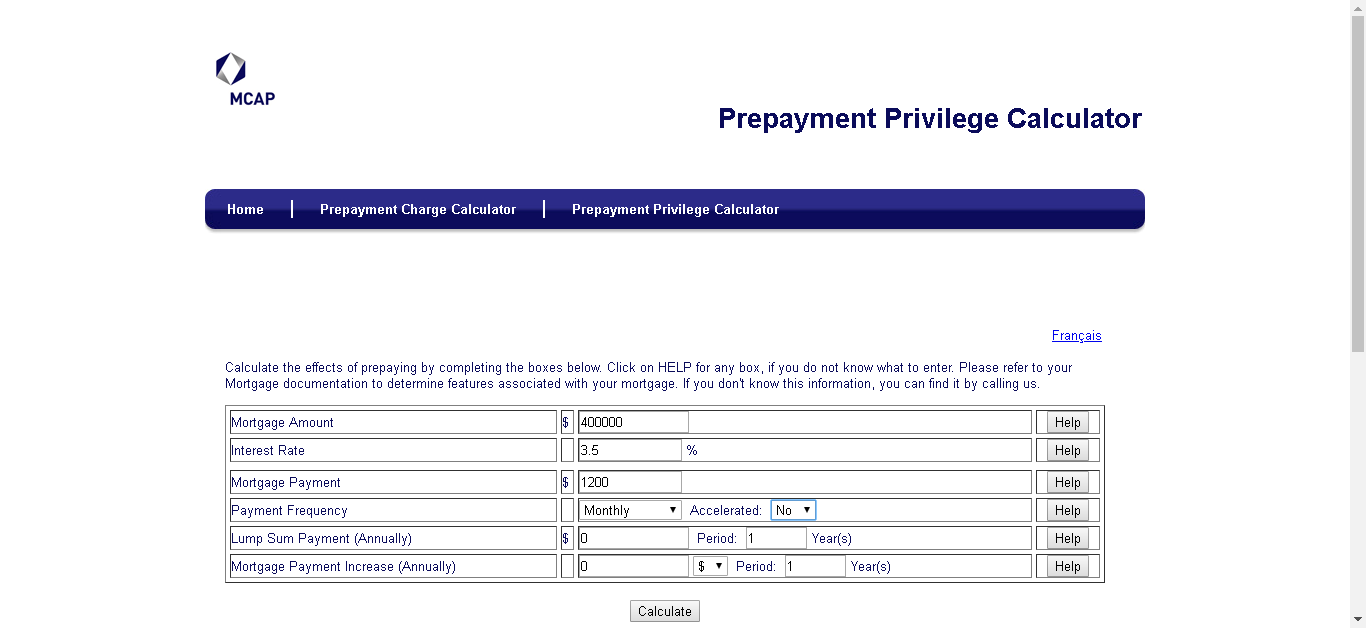 MCAP
Prepayment Privilege Calculator
Home Prepayment Charge Calculator Prepayment Privilege Calculator
Français
Calculate the effects of prepaying by completing the boxes below. Click on HELP for any box, if you do not know what to enter. Please refer to your
Mortgage documentation to determine features associated with your mortgage. If you don't know this information, you can find it by calling us.
Mortgage Amount $ 400000 Help
Interest Rate 3.5 % Help
Mortgage Payment $ 1200 Help
Payment Frequency Monthly Accelerated: No Help
Lump Sum Payment (Annually) $ 0 Period: 1 Year(s) Help
Mortgage Payment Increase (Annually) 0 $ Period: 1 Year(s) Help
Calculate